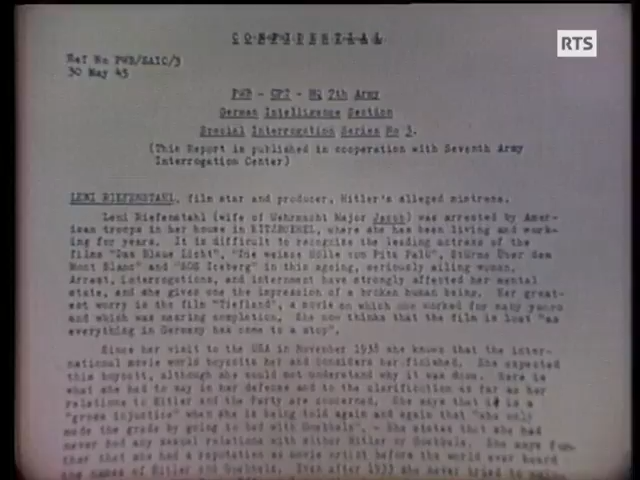 RTS
CONFIDENTIAL
Ref No PWB/SAIC/3
30 May 45
PWB - CPT - HQ 7th Army
German Intelligence Section
Special Interrogation Series No 3.
(This Report is published in cooperation with Seventh Army
Interrogation Center)
LENI RIEFENSTAHL, film star and producer, Hitler's alleged mistress.
Leni Riefenstahl (wife of Wehrmacht Major Jacob) was arrested by Amer-
ican troops in her house in KITZBUEHEL, where she has been living and work-
ing for years. It is difficult to recognize the leading actress of the
films "Das Blaue Licht", "Die weisse Hölle vom Pitz Palü", Stürme Über dem
Mont Blanc" and "SOS Iceberg" in this ageing, seriously ailing woman.
Arrest, interrogations, and internment have strongly affected her mental
state, and she gives one the impression of a broken human being. Her great-
est worry is the film "Tiefland", a movie on which she worked for many years
and which was nearing completion. She now thinks that the film is lost "as
everything in Germany has come to a stop".
Since her visit to the USA in November 1938 she knows that the inter-
national movie world boycotts her and considers her finished. She expected
this boycott, although she could not understand why it was done. Here is
what she had to say in her defense and to the clarification as far as her
relations to Hitler and the Party are concerned. She says that it is a
"gross injustice" when she is being told again and again that "she only
made the grade by going to bed with Goebbels". - She states that she had
never had any sexual relations with either Hitler or Goebbels. She says fur-
ther that she had a reputation as movie artist before the world ever heard
the names of Hitler and Goebbels. Even after 1933 she never tried to